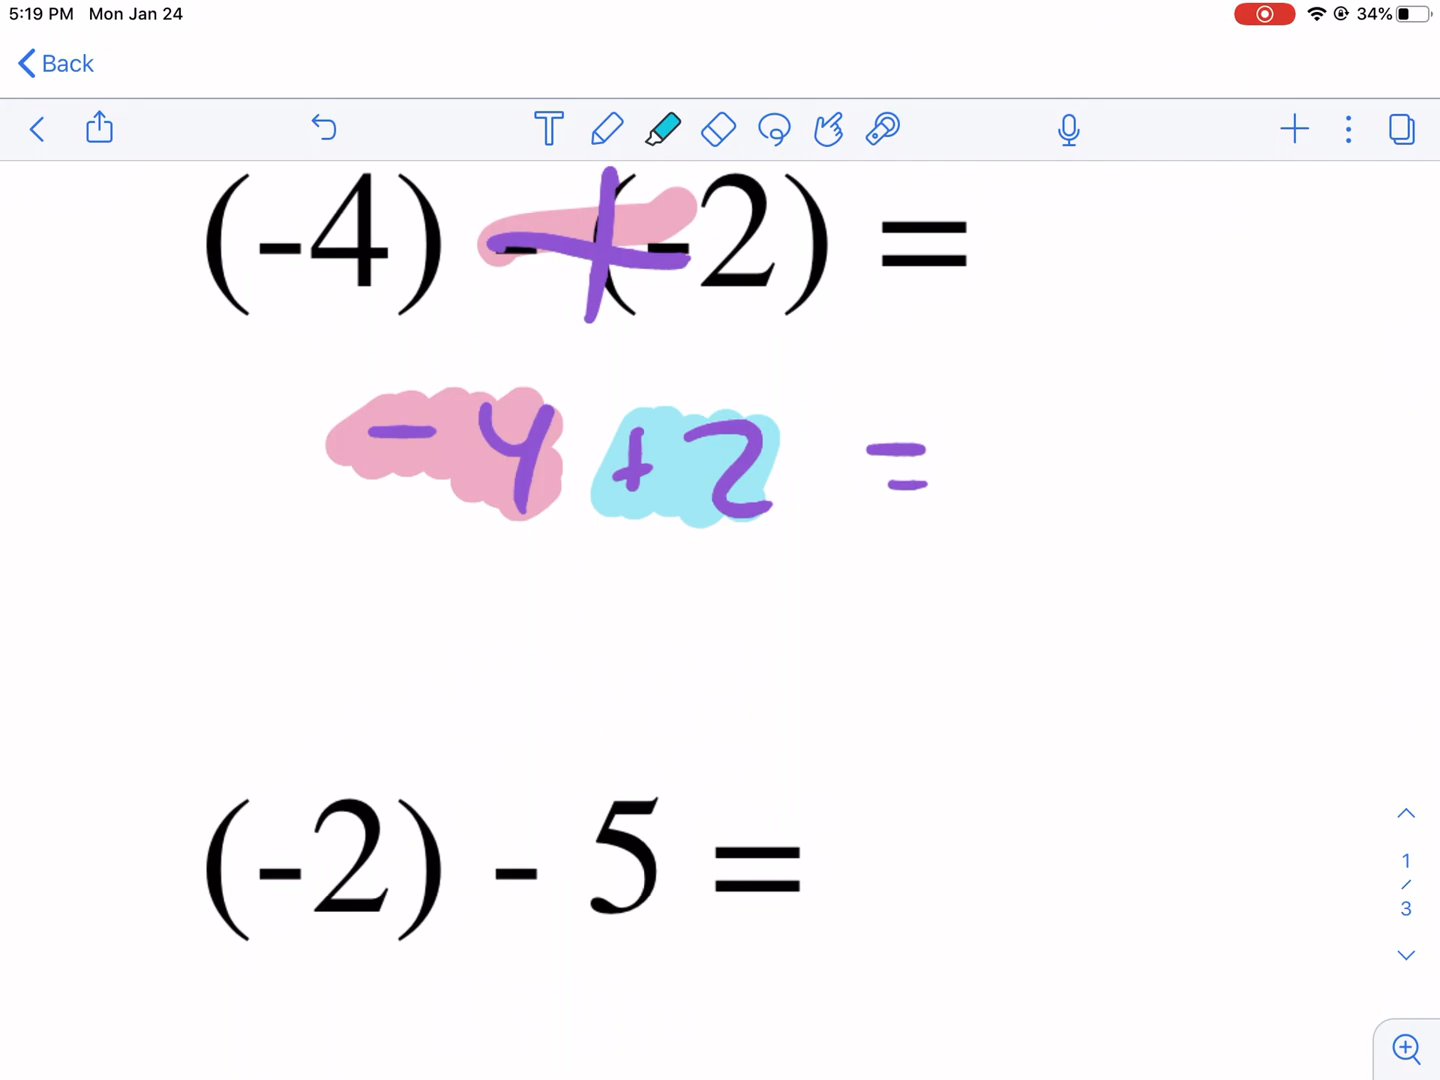 5:19 PM Mon Jan 24 34%
Back
T
(-4) - (-2) =
+
- 4 + 2 =
(-2) - 5 =
1
/
3